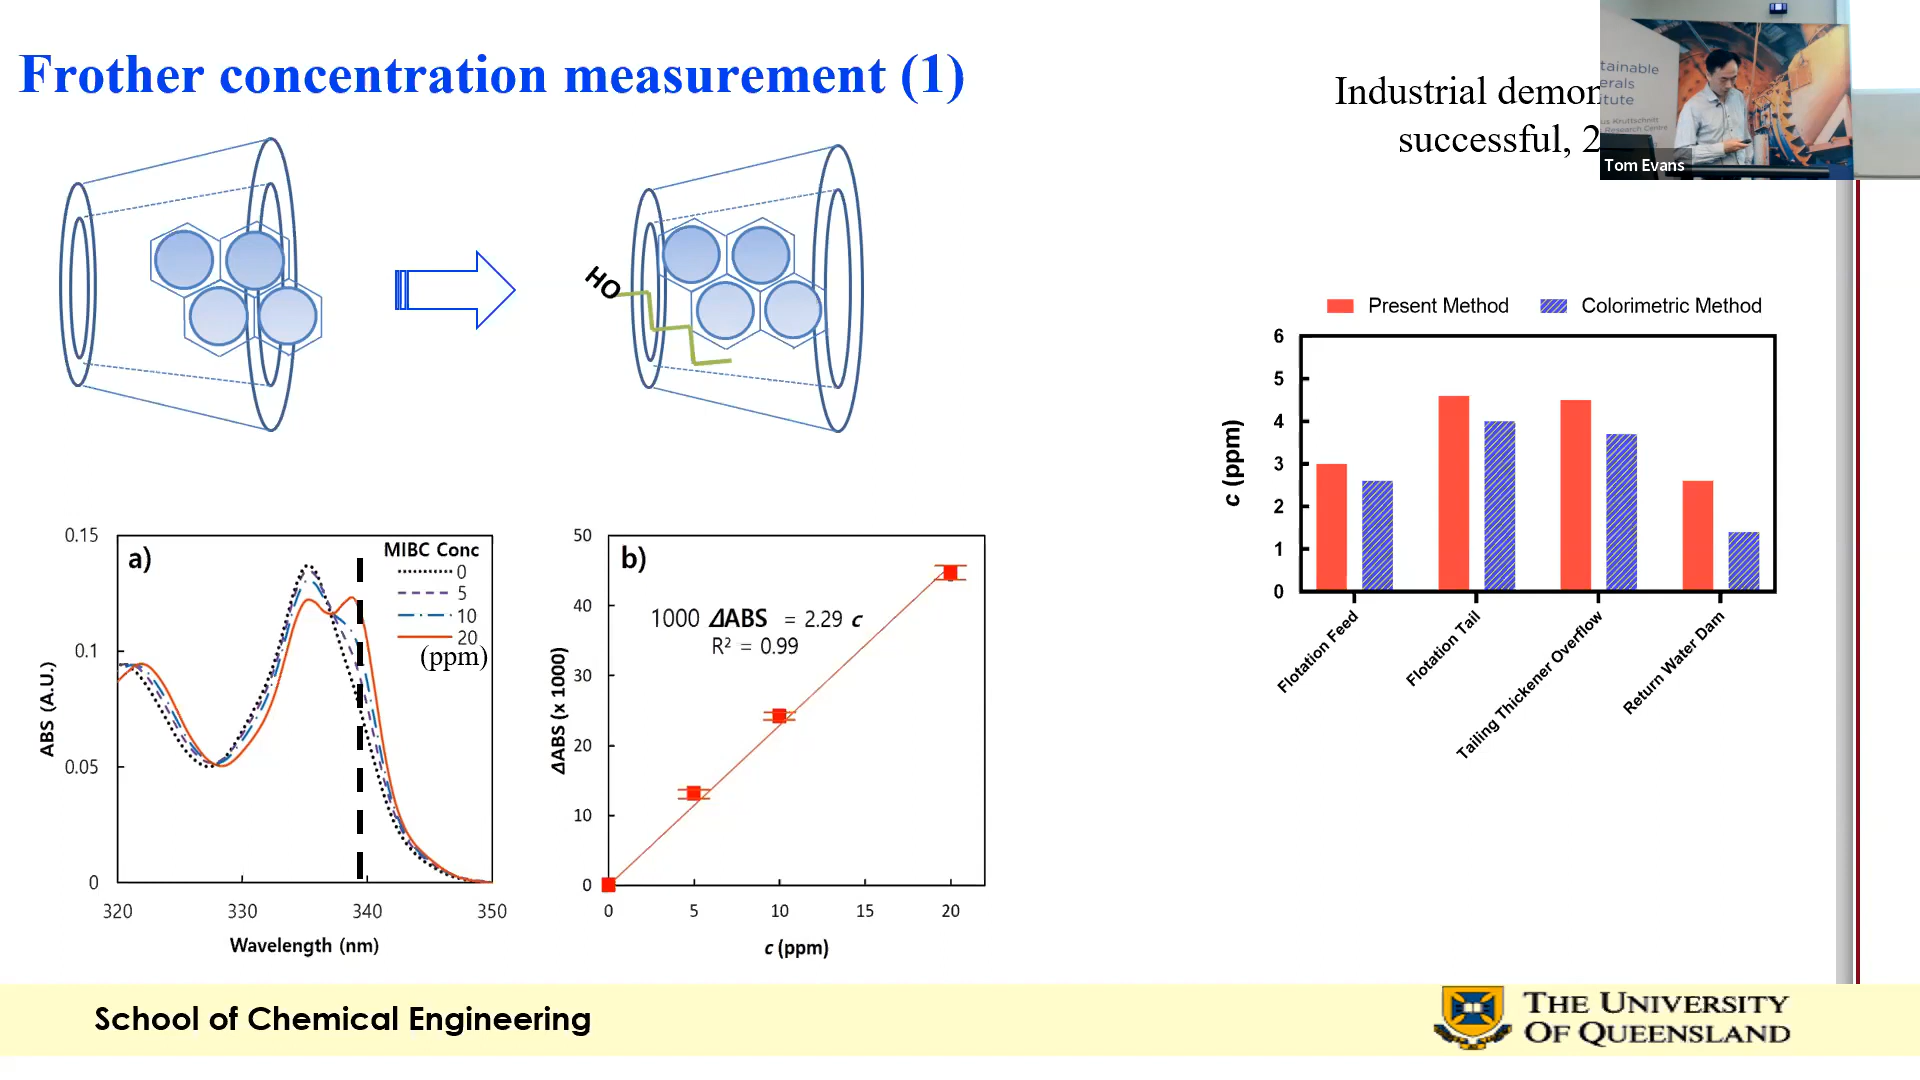 Frother concentration measurement (1)
Industrial
successful,
tainable
erals
itute
Research Centre
Tom Evans
HO
Present Method
Colorimetric Method
6
5
4
3
2
1
0
c (ppm)
Flotation Feed
Flotation Tail
Tailing Thickener Overflow
Return Water Dam
a)
MIBC Conc
0
5
10
20
(ppm)
0.15
0.1
0.05
0
ABS (A.U.)
320
330
340
350
Wavelength (nm)
b)
1000 ΔABS = 2.29 c
R² = 0.99
50
40
30
20
10
0
ΔABS (x 1000)
0
5
10
15
20
c (ppm)
School of Chemical Engineering
THE UNIVERSITY
OF QUEENSLAND